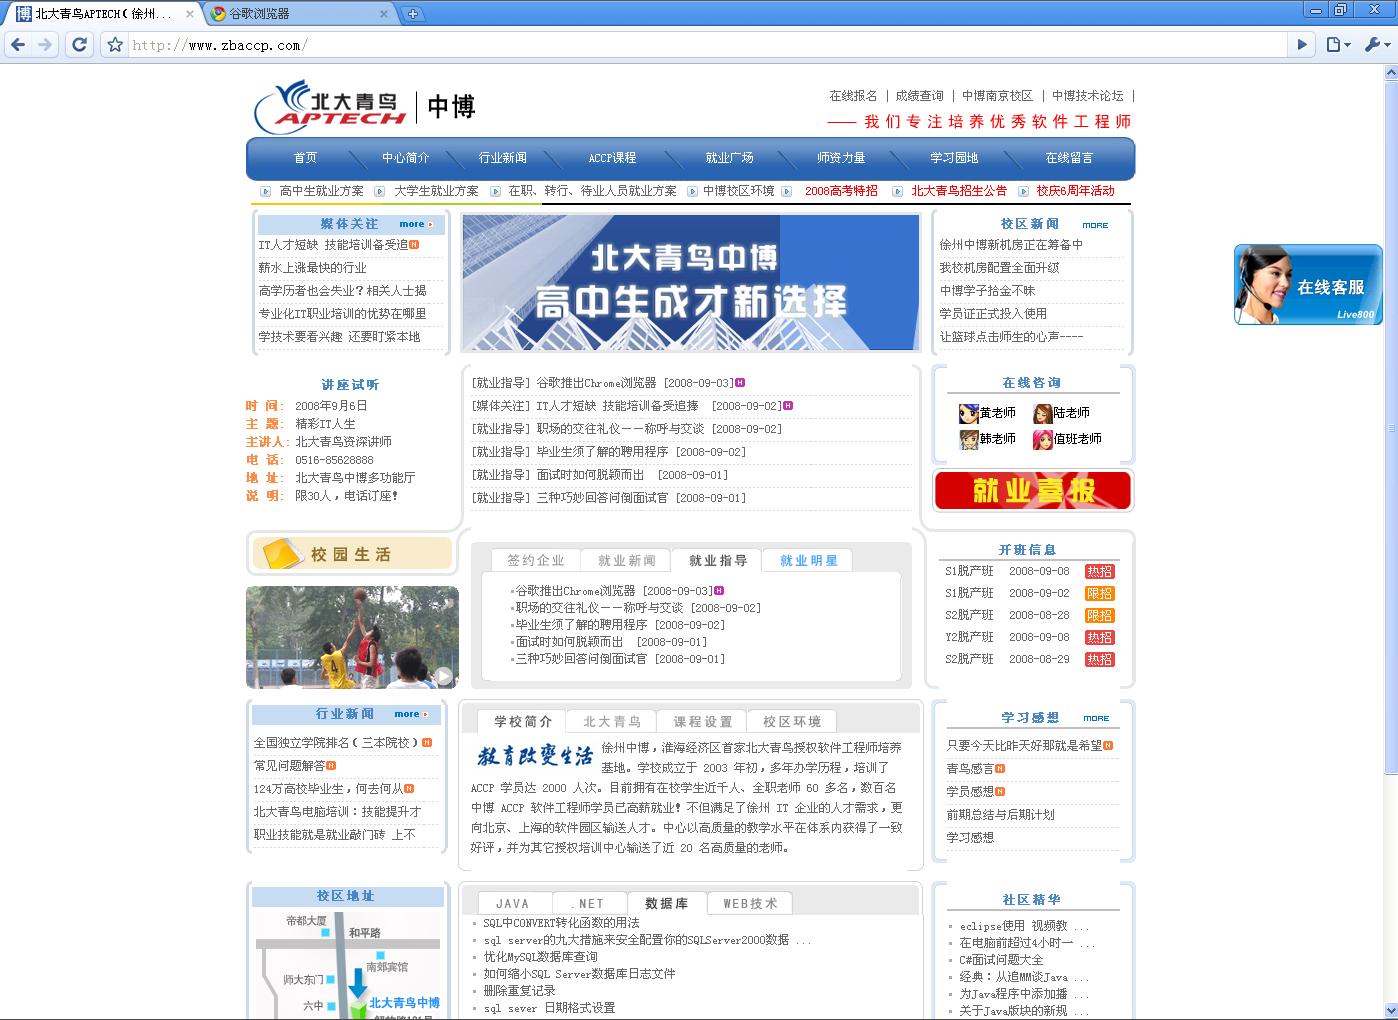 北大青鸟APTECH(徐州...
谷歌浏览器
http://www.zbaccp.com/
北大青鸟
APTECH
中博
在线报名 | 成绩查询 | 中博南京校区 | 中博技术论坛 |
—— 我们专注培养优秀软件工程师
首页 中心简介 行业新闻 ACCP课程 就业广场 师资力量 学习园地 在线留言
高中生就业方案 大学生就业方案 在职、转行、待业人员就业方案 中博校区环境 2008高考特招 北大青鸟招生公告 校庆6周年活动
媒体关注 more
IT人才短缺 技能培训备受追N
薪水上涨最快的行业
高学历者也会失业?相关人士揭
专业化IT职业培训的优势在哪里
学技术要看兴趣 还要盯紧本地
北大青鸟中博
高中生成才新选择
校区新闻 MORE
徐州中博新机房正在筹备中
我校机房配置全面升级
中博学子拾金不昧
学员证正式投入使用
让篮球点击师生的心声----
在线客服
Live800
讲座试听
时 间: 2008年9月6日
主 题: 精彩IT人生
主讲人: 北大青鸟资深讲师
电 话: 0516-85628888
地 址: 北大青鸟中博多功能厅
说 明: 限30人,电话订座!
[就业指导] 谷歌推出Chrome浏览器 [2008-09-03]H
[媒体关注] IT人才短缺 技能培训备受追捧 [2008-09-02]H
[就业指导] 职场的交往礼仪－－称呼与交谈 [2008-09-02]
[就业指导] 毕业生须了解的聘用程序 [2008-09-02]
[就业指导] 面试时如何脱颖而出 [2008-09-01]
[就业指导] 三种巧妙回答问倒面试官 [2008-09-01]
在线咨询
黄老师 陆老师
韩老师 值班老师
就业喜报
校园生活
签约企业 就业新闻 就业指导 就业明星
谷歌推出Chrome浏览器 [2008-09-03]H
职场的交往礼仪－－称呼与交谈 [2008-09-02]
毕业生须了解的聘用程序 [2008-09-02]
面试时如何脱颖而出 [2008-09-01]
三种巧妙回答问倒面试官 [2008-09-01]
开班信息
S1脱产班 2008-09-08 热招
S1脱产班 2008-09-02 限招
S2脱产班 2008-08-28 限招
Y2脱产班 2008-09-08 热招
S2脱产班 2008-08-29 热招
行业新闻 more
全国独立学院排名(三本院校)N
常见问题解答N
124万高校毕业生,何去何从N
北大青鸟电脑培训:技能提升才
职业技能就是就业敲门砖 上不
学校简介 北大青鸟 课程设置 校区环境
教育改变生活
徐州中博,淮海经济区首家北大青鸟授权软件工程师培养
基地。学校成立于 2003 年初,多年办学历程,培训了
ACCP 学员达 2000 人次。目前拥有在校学生近千人、全职老师 60 多名,数百名
中博 ACCP 软件工程师学员已高薪就业!不但满足了徐州 IT 企业的人才需求,更
向北京、上海的软件园区输送人才。中心以高质量的教学水平在体系内获得了一致
好评,并为其它授权培训中心输送了近 20 名高质量的老师。
学习感想 MORE
只要今天比昨天好那就是希望N
青鸟感言N
学员感想N
前期总结与后期计划
学习感想
校区地址
帝都大厦
和平路
南郊宾馆
师大东门
六中
北大青鸟中博
JAVA .NET 数据库 WEB技术
SQL中CONVERT转化函数的用法
sql server的九大措施来安全配置你的SQLServer2000数据 ...
优化MySQL数据库查询
如何缩小SQL Server数据库日志文件
删除重复记录
sql sever 日期格式设置
社区精华
eclipse使用 视频教 ...
在电脑前超过4小时一 ...
C#面试问题大全
经典:从追MM谈Java ...
为Java程序中添加播 ...
关于Java版块的新规 ...